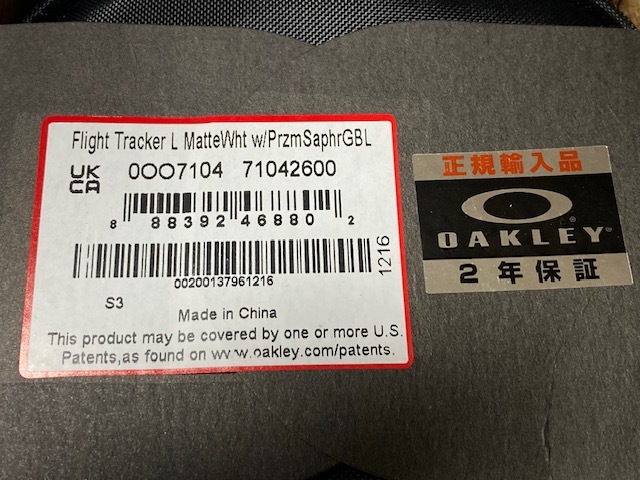 Flight Tracker L MatteWht w/PrzmSaphrGBL
UK
CA
0OO7104 71042600
8 88392 46880 2
00200137961216
1216
S3
Made in China
This product may be covered by one or more U.S.
Patents,as found on www.oakley.com/patents.
正規輸入品
OAKLEY®
2年保証